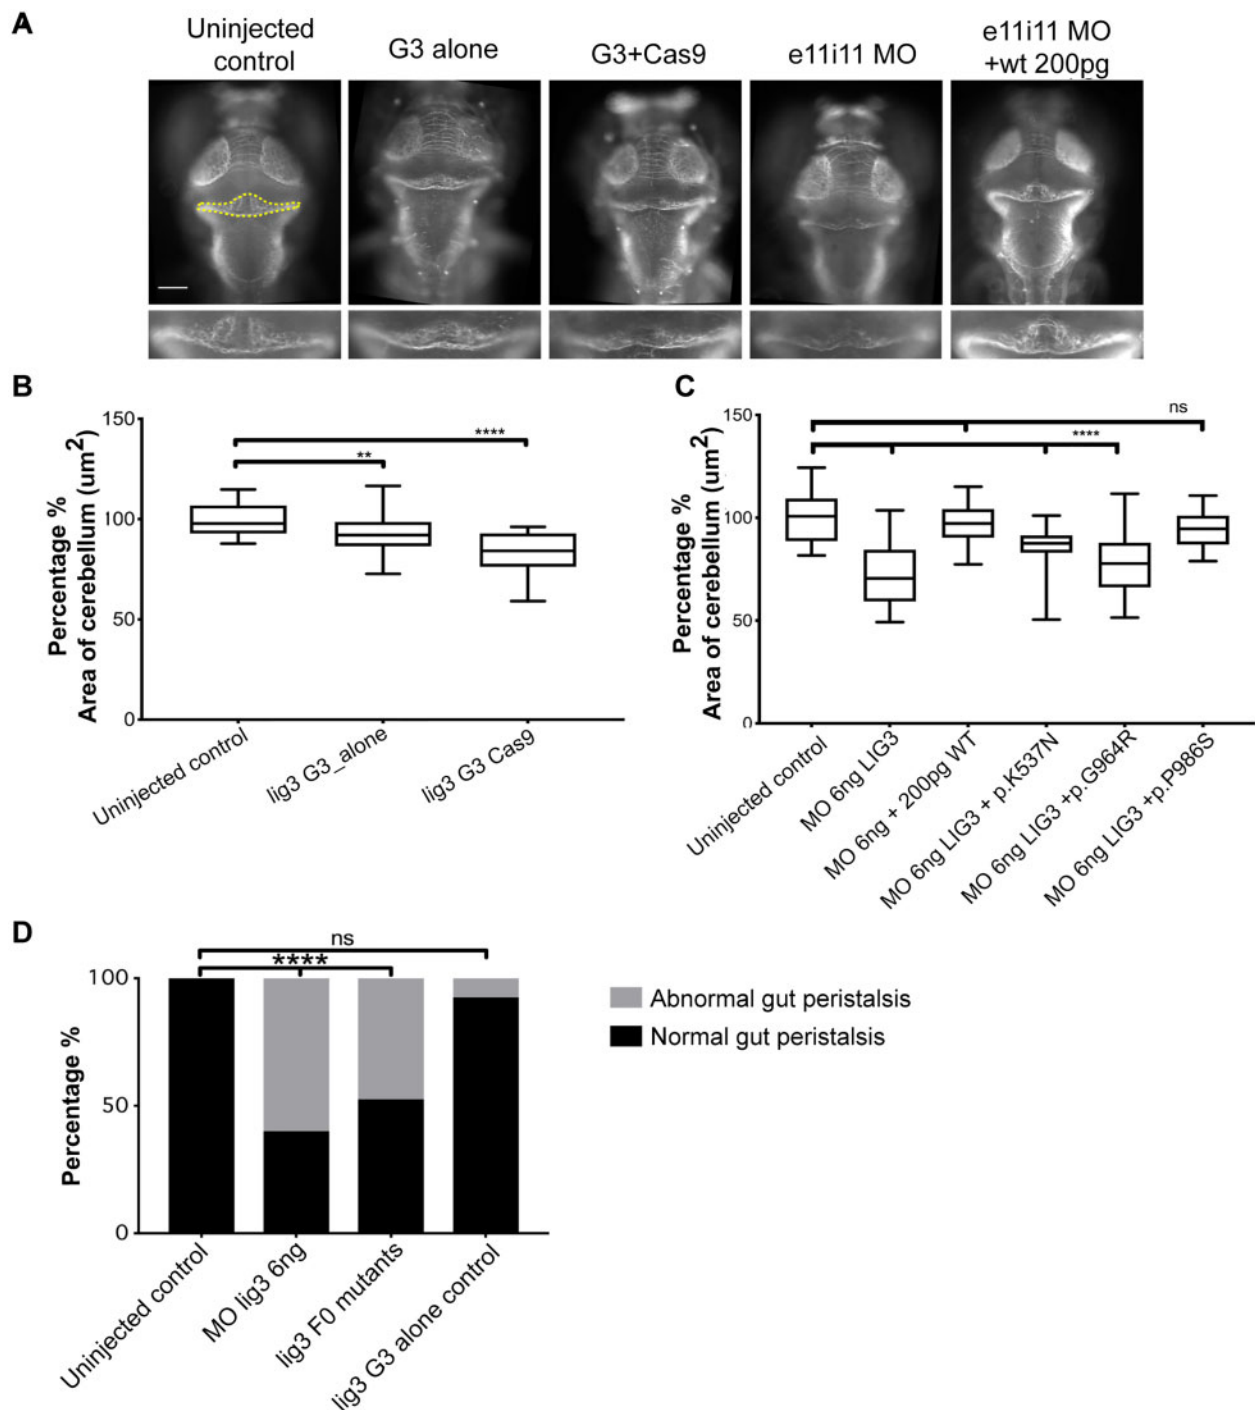 A
Uninjected
control
G3 alone
G3+Cas9
e11i11 MO
e11i11 MO
+wt 200pg
B
Percentage %
Area of cerebellum (um2)
150
100
50
0
****
**
Uninjected control
lig3 G3_alone
lig3 G3 Cas9
C
Percentage %
Area of cerebellum (um2)
150
100
50
0
ns
****
Uninjected control
MO 6ng LIG3
MO 6ng + 200pg WT
MO 6ng LIG3 + p.K537N
MO 6ng LIG3 +p.G964R
MO 6ng LIG3 +p.P986S
D
Percentage %
100
50
0
ns
****
Uninjected control
MO lig3 6ng
lig3 F0 mutants
lig3 G3 alone control
Abnormal gut peristalsis
Normal gut peristalsis